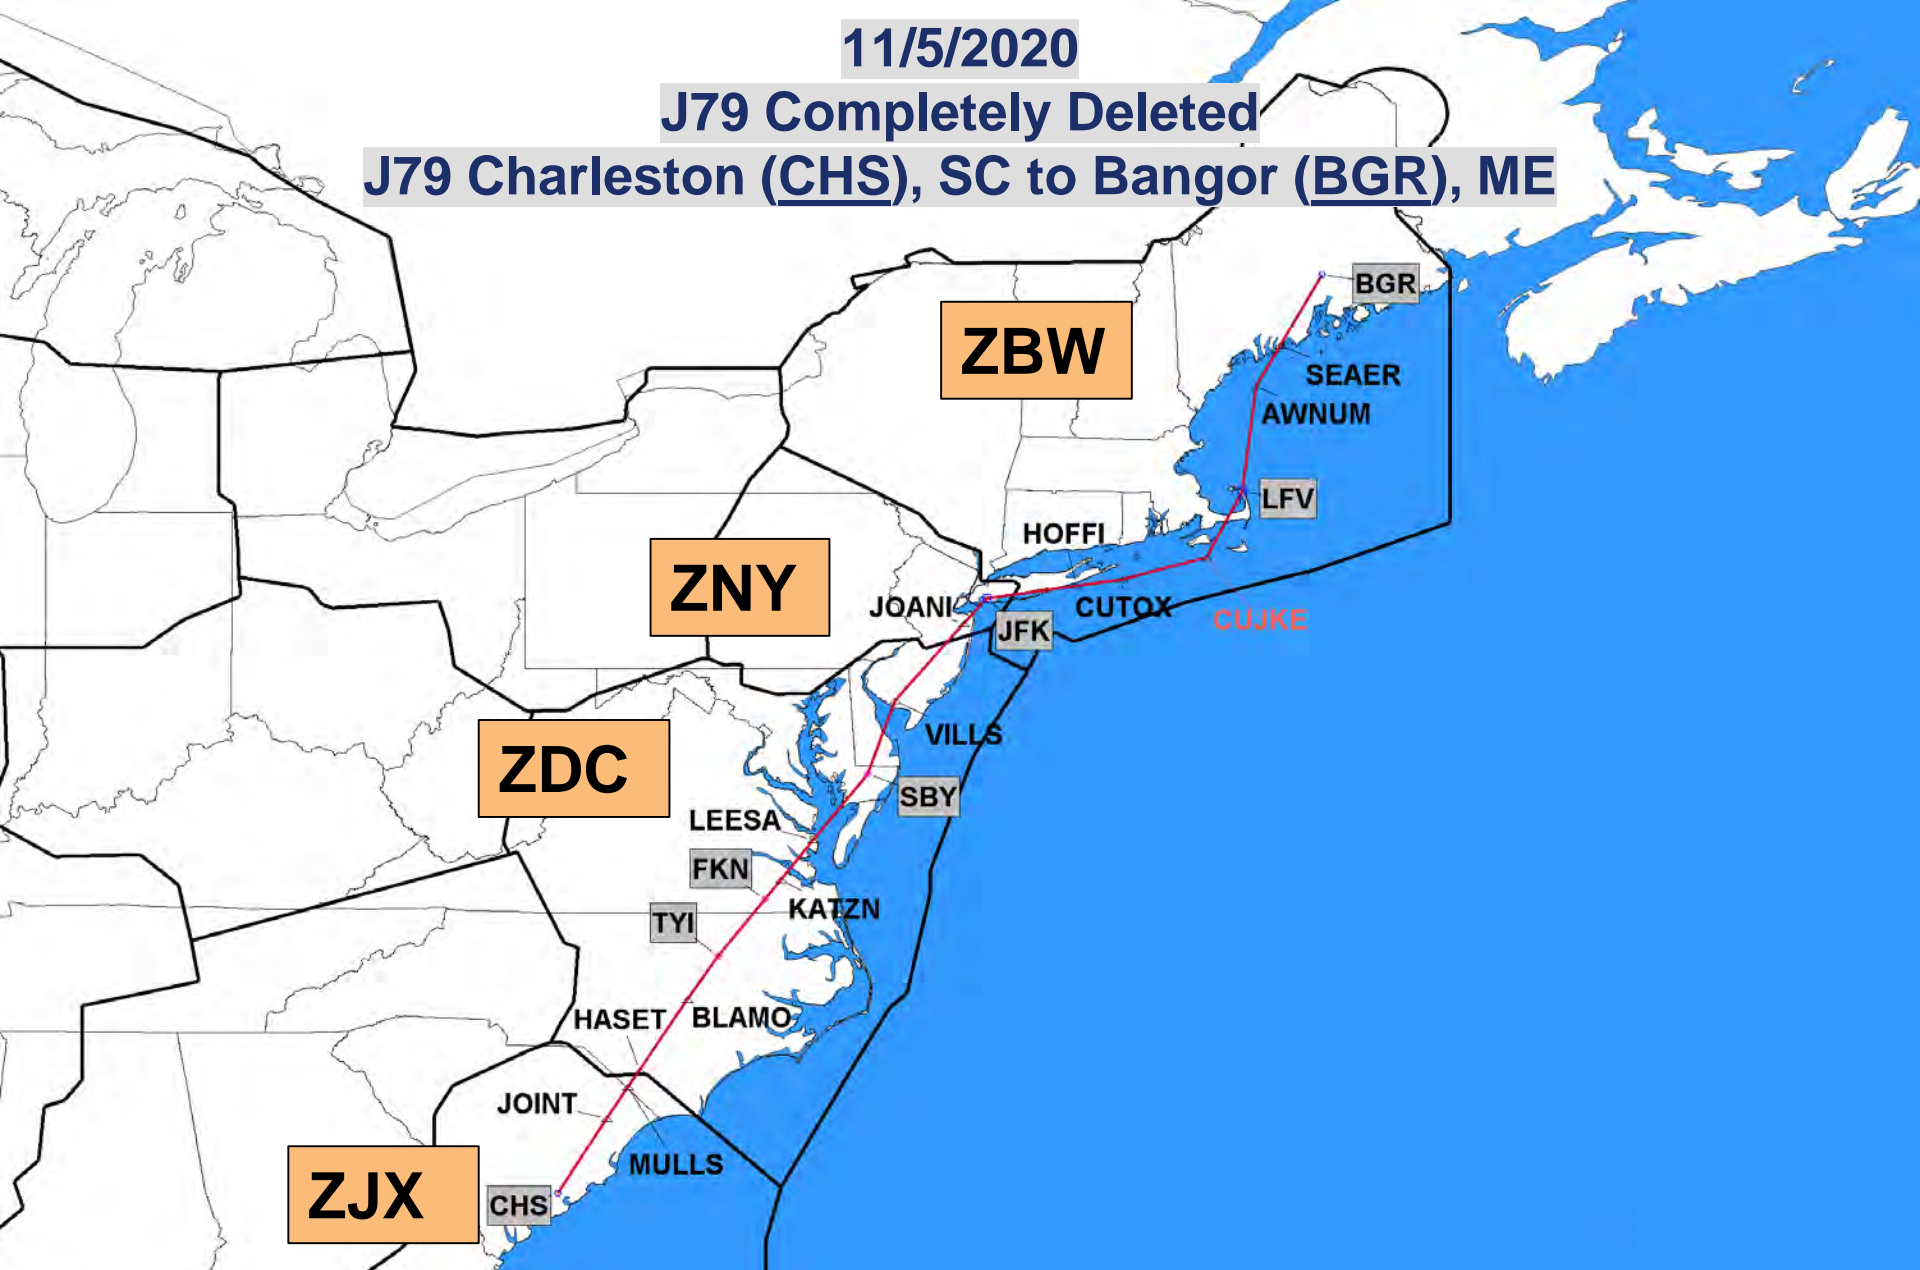 11/5/2020
J79 Completely Deleted
J79 Charleston (CHS), SC to Bangor (BGR), ME
BGR
ZBW
SEAER
AWNUM
LFV
HOFFI
ZNY
JOANI
CUTOX
CUJKE
JFK
VILLS
ZDC
SBY
LEESA
FKN
KATZN
TYI
HASET
BLAMO
JOINT
MULLS
ZJX
CHS